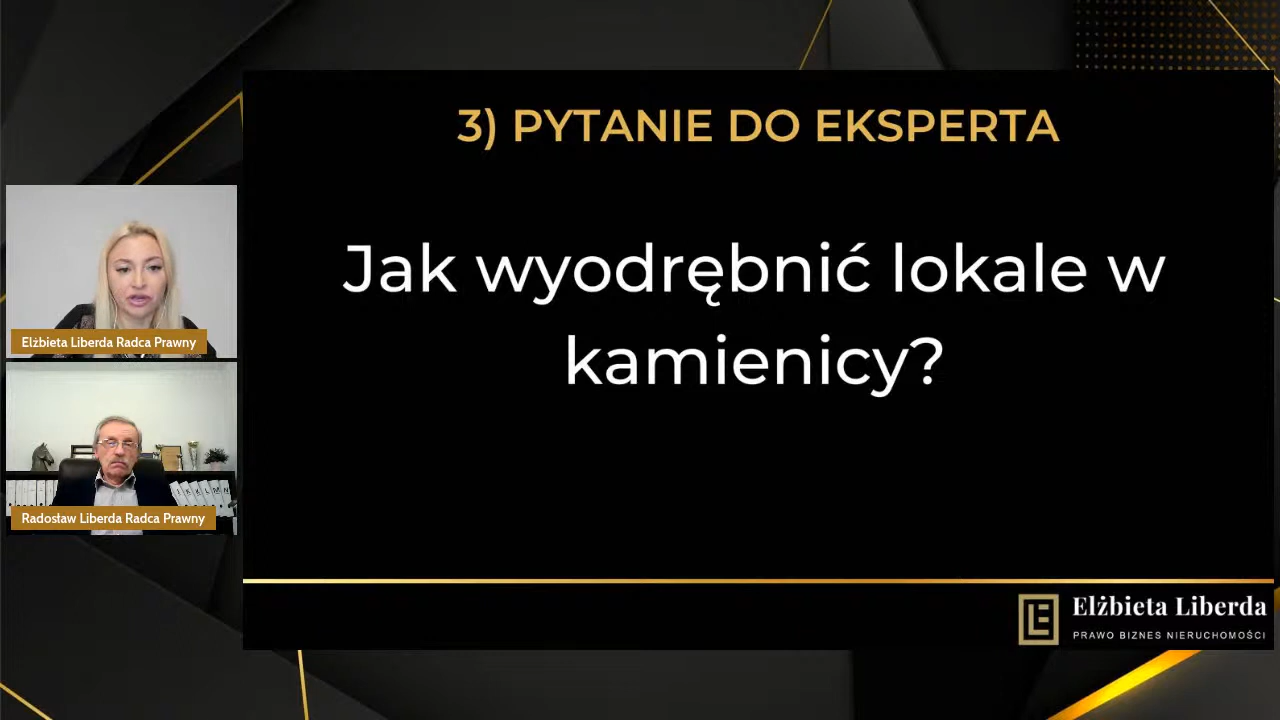 3) PYTANIE DO EKSPERTA
Jak wyodrębnić lokale w
kamienicy?
Elżbieta Liberda Radca Prawny
Radosław Liberda Radca Prawny
LE
Elżbieta Liberda
PRAWO BIZNES NIERUCHOMOŚCI